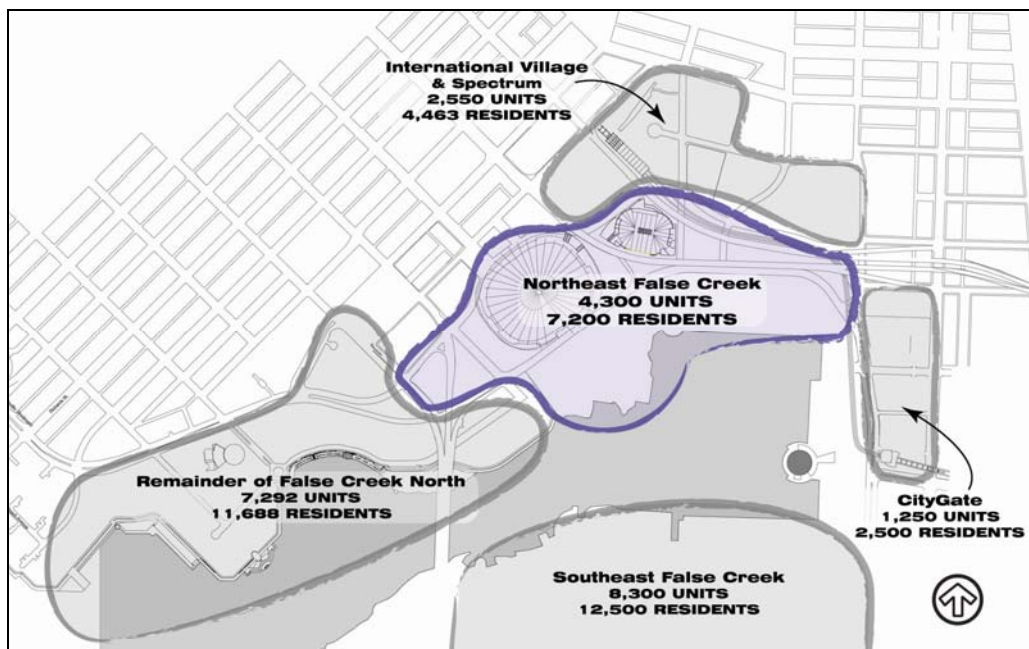 International Village
& Spectrum
2,550 UNITS
4,463 RESIDENTS
Northeast False Creek
4,300 UNITS
7,200 RESIDENTS
Remainder of False Creek North
7,292 UNITS
11,688 RESIDENTS
CityGate
1,250 UNITS
2,500 RESIDENTS
Southeast False Creek
8,300 UNITS
12,500 RESIDENTS